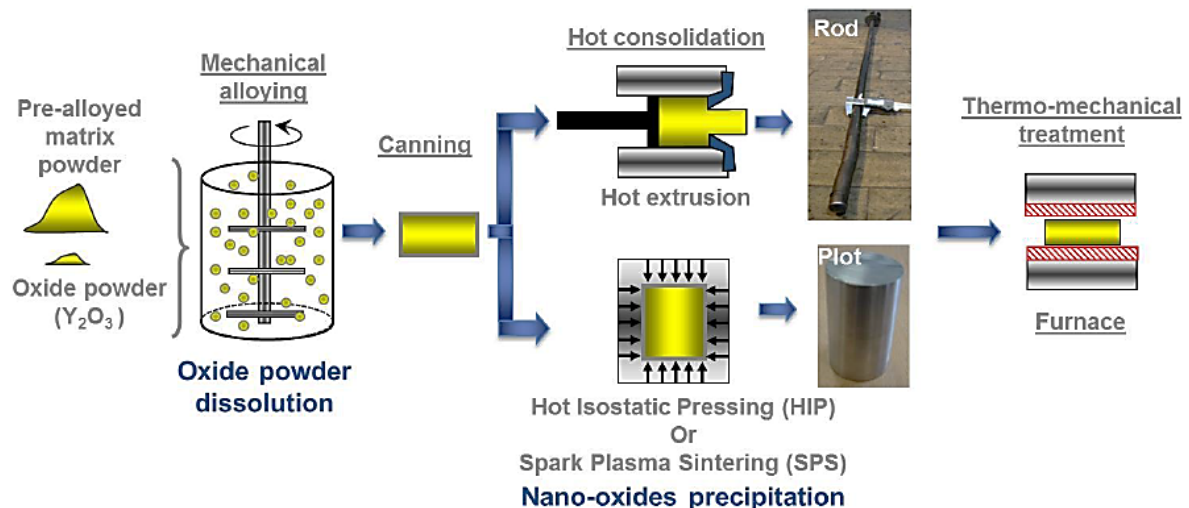 Pre-alloyed
matrix
powder
Oxide powder
(Y₂O₃)
Mechanical
alloying
Oxide powder
dissolution
Canning
Hot consolidation
Hot extrusion
Rod
Hot Isostatic Pressing (HIP)
Or
Spark Plasma Sintering (SPS)
Nano-oxides precipitation
Plot
Thermo-mechanical
treatment
Furnace